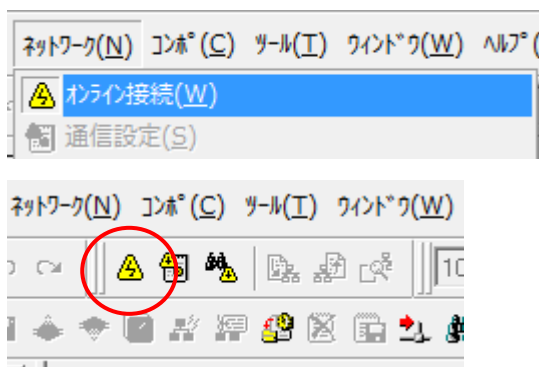 ﾈｯﾄﾜｰｸ(N) ｺﾝﾎﾟ(C) ﾂｰﾙ(T) ｳｨﾝﾄﾞｳ(W) ﾍﾙﾌﾟ(
ｵﾝﾗｲﾝ接続(W)
通信設定(S)
ﾈｯﾄﾜｰｸ(N) ｺﾝﾎﾟ(C) ﾂｰﾙ(T) ｳｨﾝﾄﾞｳ(W)
10